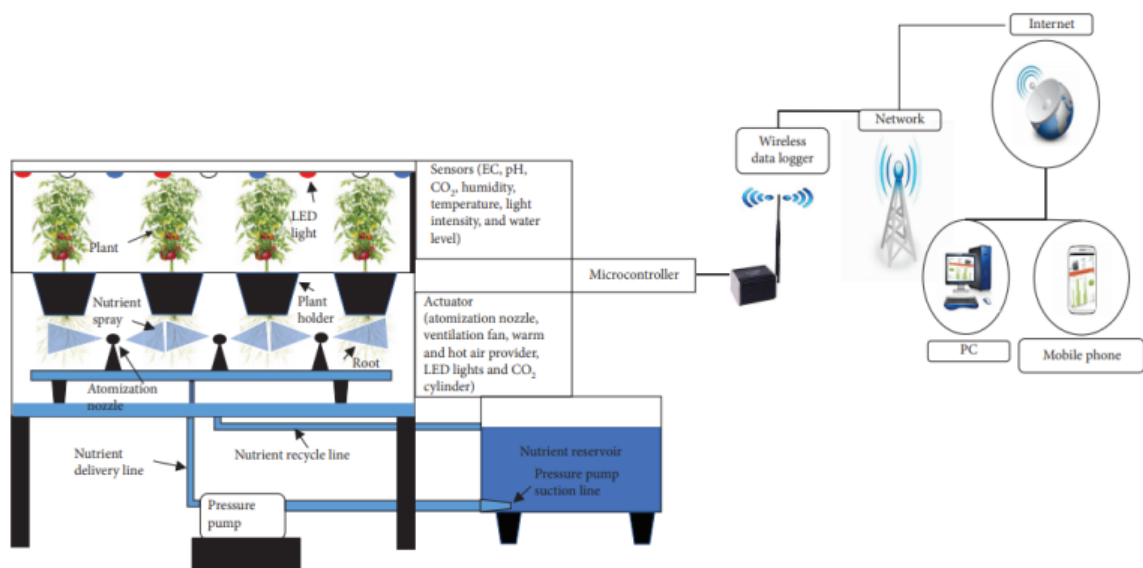 Internet
Network
Wireless
data logger
Sensors (EC, pH,
CO₂, humidity,
temperature, light
intensity, and water
level)
LED
light
Plant
Microcontroller
Plant
holder
Nutrient
spray
Actuator
(atomization nozzle,
ventilation fan, warm
and hot air provider,
LED lights and CO₂
cylinder)
Root
Atomization
nozzle
PC
Mobile phone
Nutrient
delivery line
Nutrient recycle line
Nutrient reservoir
Pressure pump
suction line
Pressure
pump